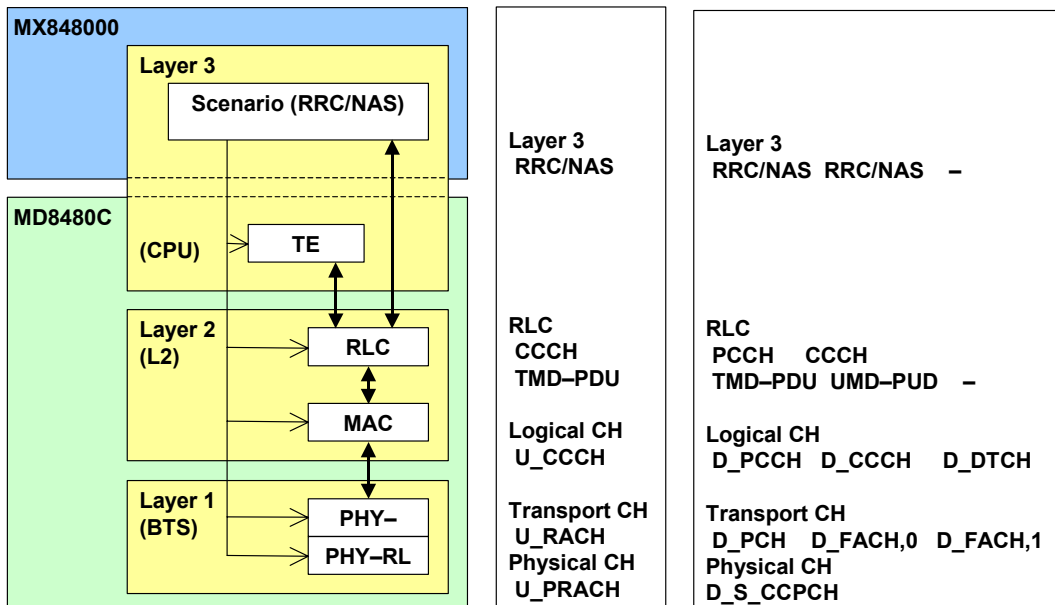 MX848000
Layer 3
Scenario (RRC/NAS)
MD8480C
(CPU)
TE
Layer 2
(L2)
RLC
MAC
Layer 1
(BTS)
PHY–
PHY–RL
Layer 3
RRC/NAS
RLC
CCCH
TMD–PDU
Logical CH
U_CCCH
Transport CH
U_RACH
Physical CH
U_PRACH
Layer 3
RRC/NAS RRC/NAS –
RLC
PCCH CCCH
TMD–PDU UMD–PUD –
Logical CH
D_PCCH D_CCCH D_DTCH
Transport CH
D_PCH D_FACH,0 D_FACH,1
Physical CH
D_S_CCPCH